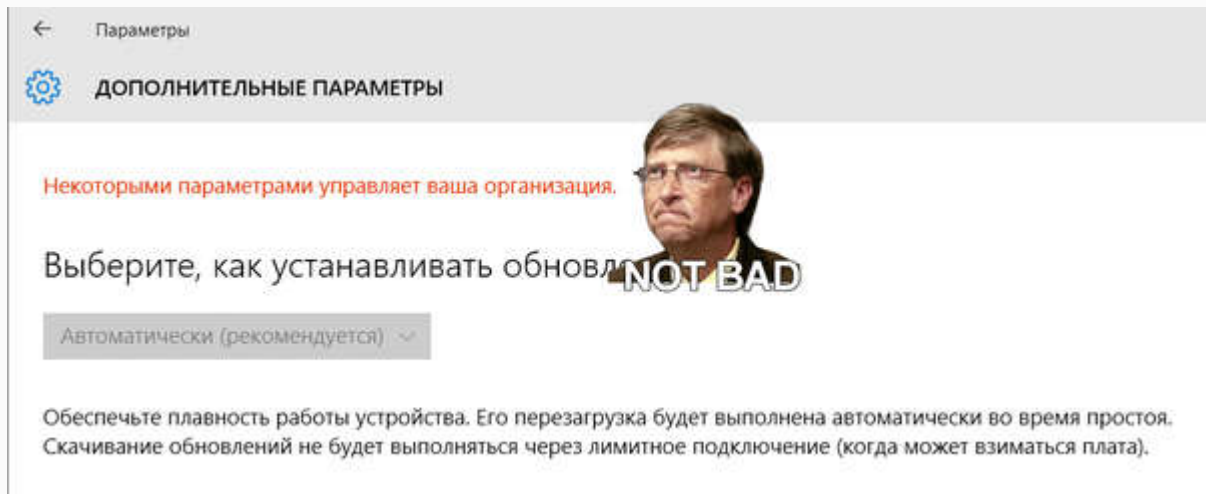 Параметры
ДОПОЛНИТЕЛЬНЫЕ ПАРАМЕТРЫ
Некоторыми параметрами управляет ваша организация.
Выберите, как устанавливать обновл
NOT BAD
Автоматически (рекомендуется)
Обеспечьте плавность работы устройства. Его перезагрузка будет выполнена автоматически во время простоя.
Скачивание обновлений не будет выполняться через лимитное подключение (когда может взиматься плата).